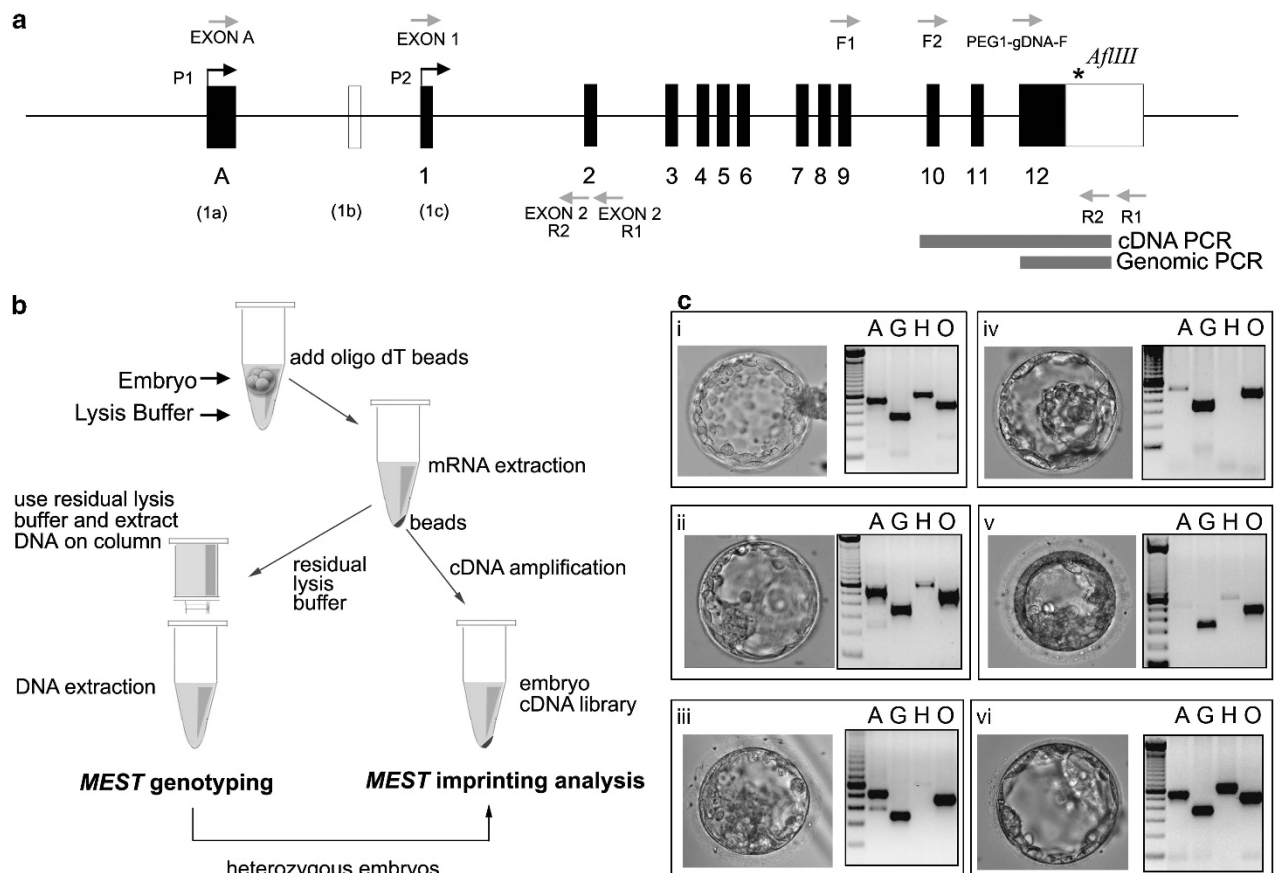 a
EXON A
EXON 1
F1
F2
PEG1-gDNA-F
P1
P2
* AflIII
A
1
2
3
4
5
6
7
8
9
10
11
12
(1a)
(1b)
(1c)
EXON 2
R2
EXON 2
R1
R2
R1
cDNA PCR
Genomic PCR
b
Embryo
Lysis Buffer
add oligo dT beads
mRNA extraction
beads
use residual lysis
buffer and extract
DNA on column
residual
lysis
buffer
cDNA amplification
DNA extraction
embryo
cDNA library
MEST genotyping
MEST imprinting analysis
heterozygous embryos
c
i
A G H O
iv
A G H O
ii
A G H O
v
A G H O
iii
A G H O
vi
A G H O